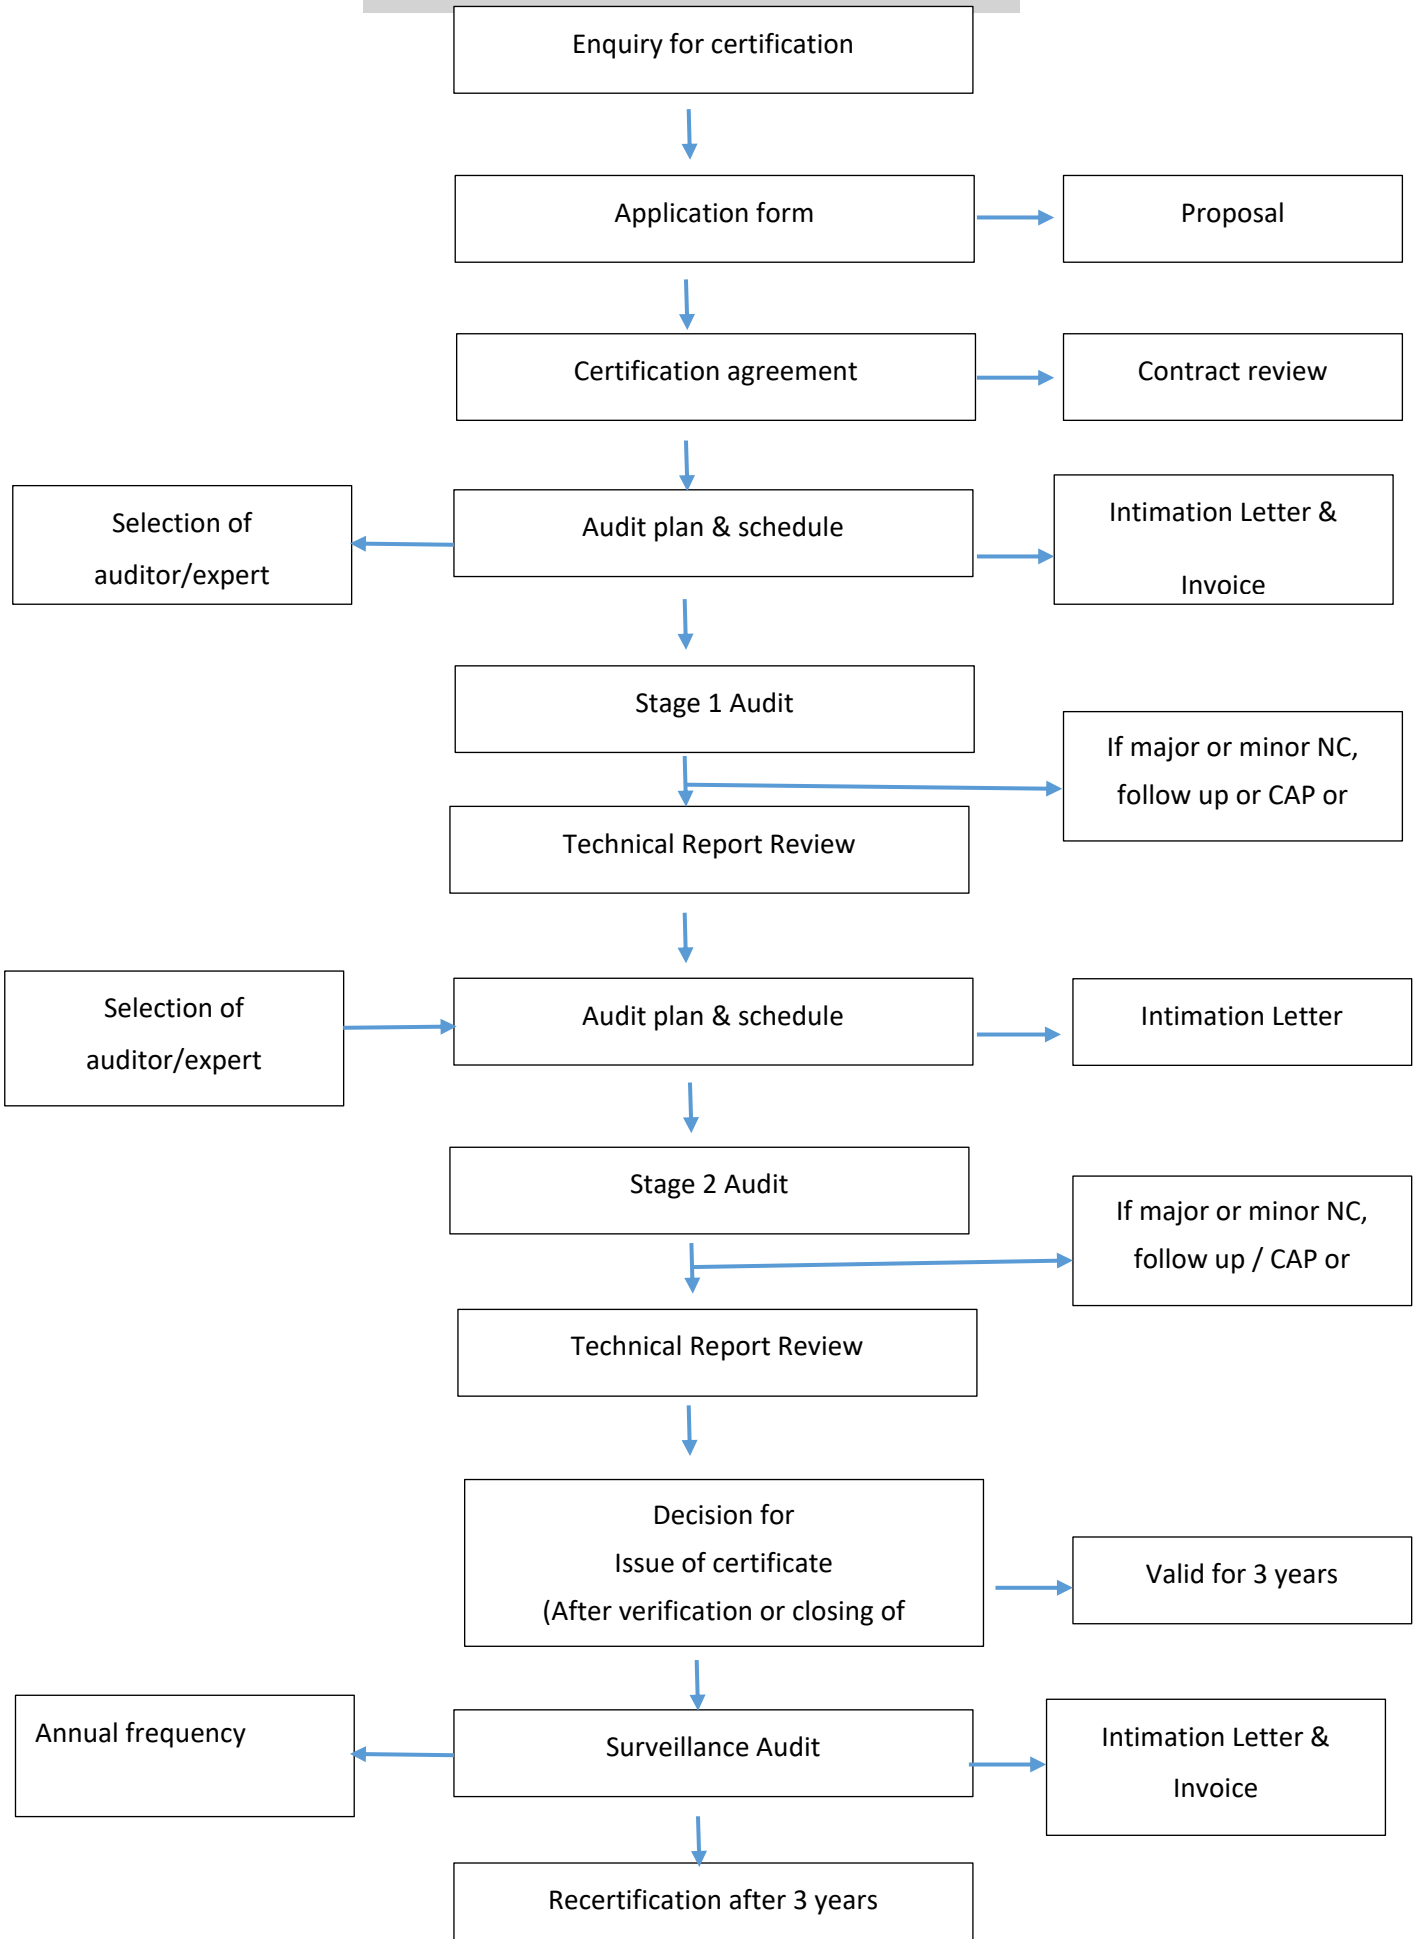 Enquiry for certification
Application form
Proposal
Certification agreement
Contract review
Selection of
auditor/expert
Audit plan & schedule
Intimation Letter &
Invoice
Stage 1 Audit
If major or minor NC,
follow up or CAP or
Technical Report Review
Selection of
auditor/expert
Audit plan & schedule
Intimation Letter
Stage 2 Audit
If major or minor NC,
follow up / CAP or
Technical Report Review
Decision for
Issue of certificate
(After verification or closing of
Valid for 3 years
Annual frequency
Surveillance Audit
Intimation Letter &
Invoice
Recertification after 3 years